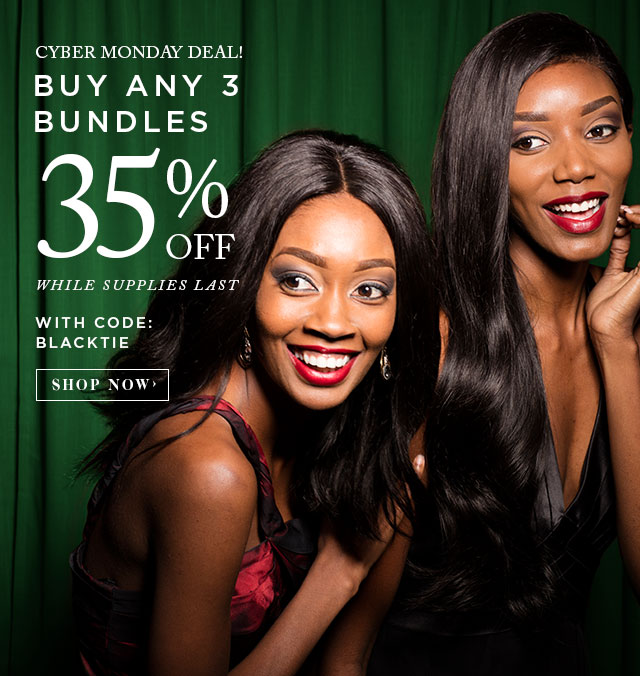 CYBER MONDAY DEAL!
BUY ANY 3
BUNDLES
35%
OFF
WHILE SUPPLIES LAST
WITH CODE:
BLACKTIE
SHOP NOW›